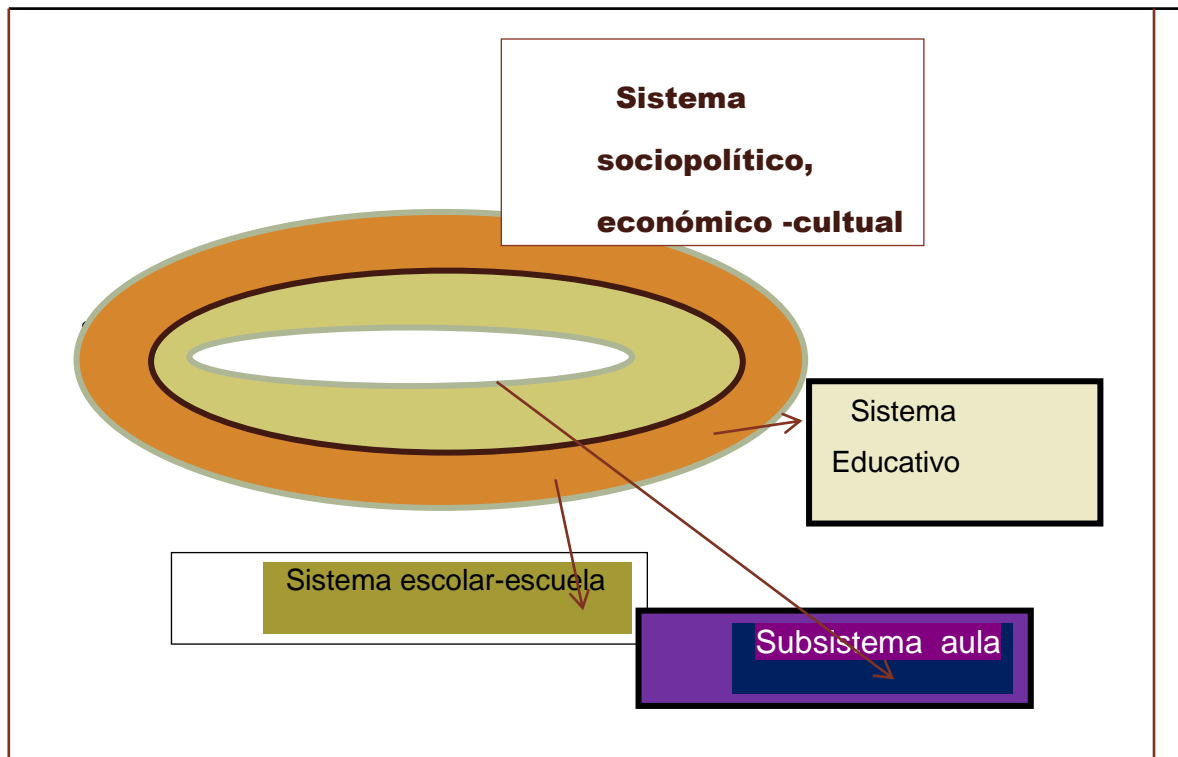 Sistema
sociopolítico,
económico -cultual
Sistema
Educativo
Sistema escolar-escuela
Subsistema aula